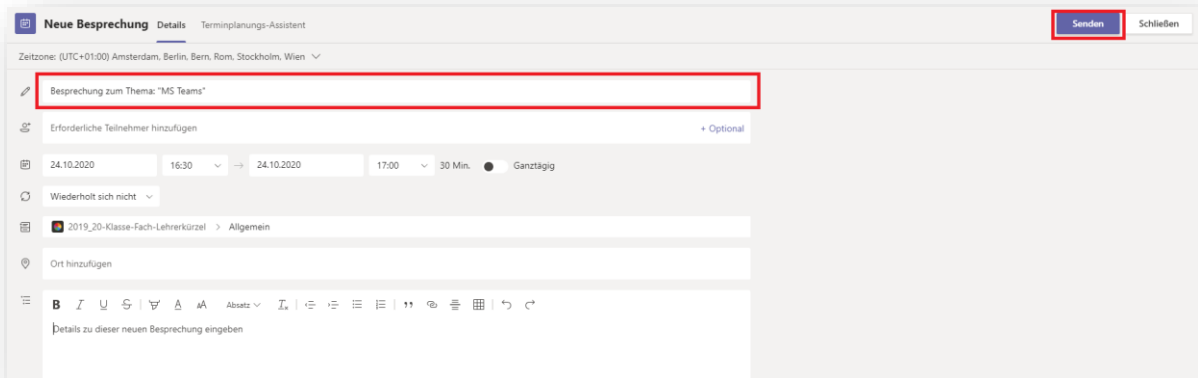 Neue Besprechung Details Terminplanungs-Assistent Senden Schließen
Zeitzone: (UTC+01:00) Amsterdam, Berlin, Bern, Rom, Stockholm, Wien
Besprechung zum Thema: "MS Teams"
Erforderliche Teilnehmer hinzufügen + Optional
24.10.2020 16:30 → 24.10.2020 17:00 30 Min. Ganztägig
Wiederholt sich nicht
2019_20-Klasse-Fach-Lehrerkürzel > Allgemein
Ort hinzufügen
B I U S A AA Absatz
Details zu dieser neuen Besprechung eingeben